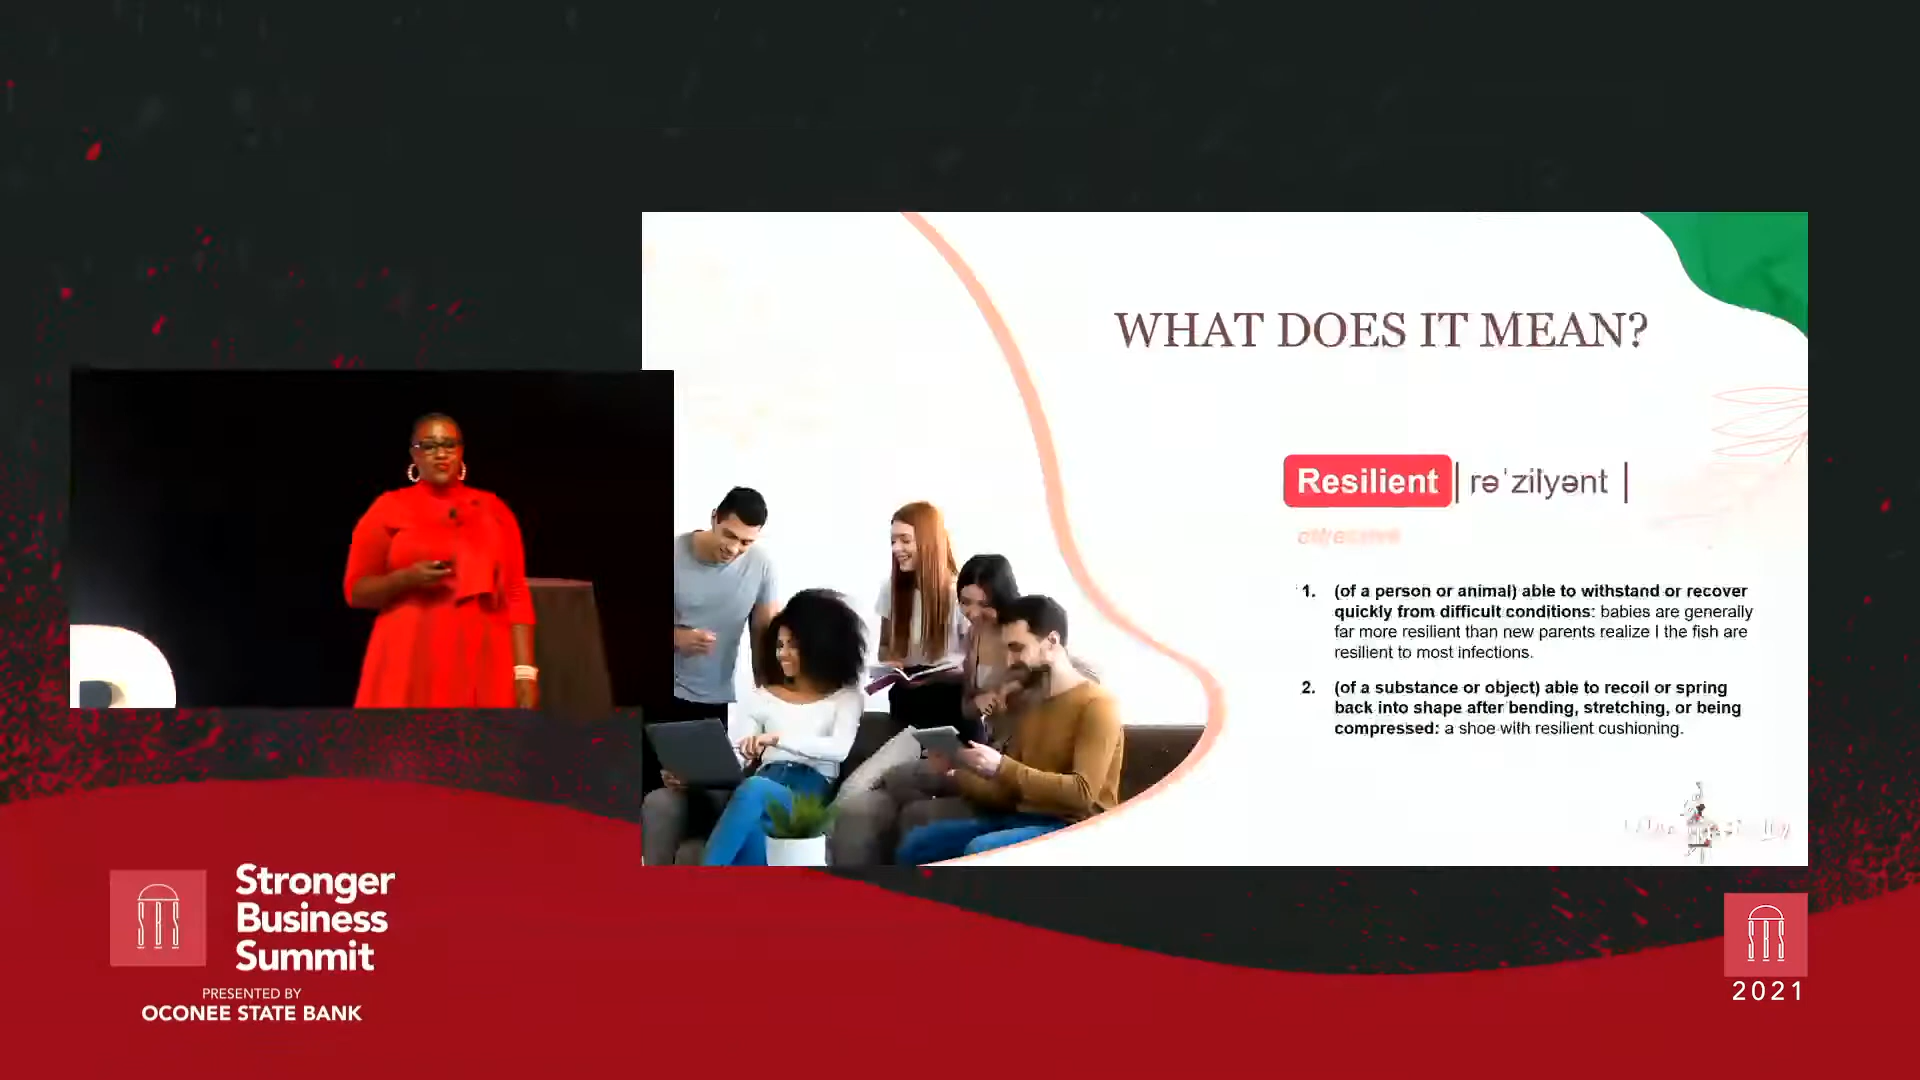 WHAT DOES IT MEAN?
Resilient | rəˈzilyənt |
1. (of a person or animal) able to withstand or recover
quickly from difficult conditions: babies are generally
far more resilient than new parents realize I the fish are
resilient to most infections.
2. (of a substance or object) able to recoil or spring
back into shape after bending, stretching, or being
compressed: a shoe with resilient cushioning.
Stronger
Business
Summit
PRESENTED BY
OCONEE STATE BANK
SBS
SBS
2021